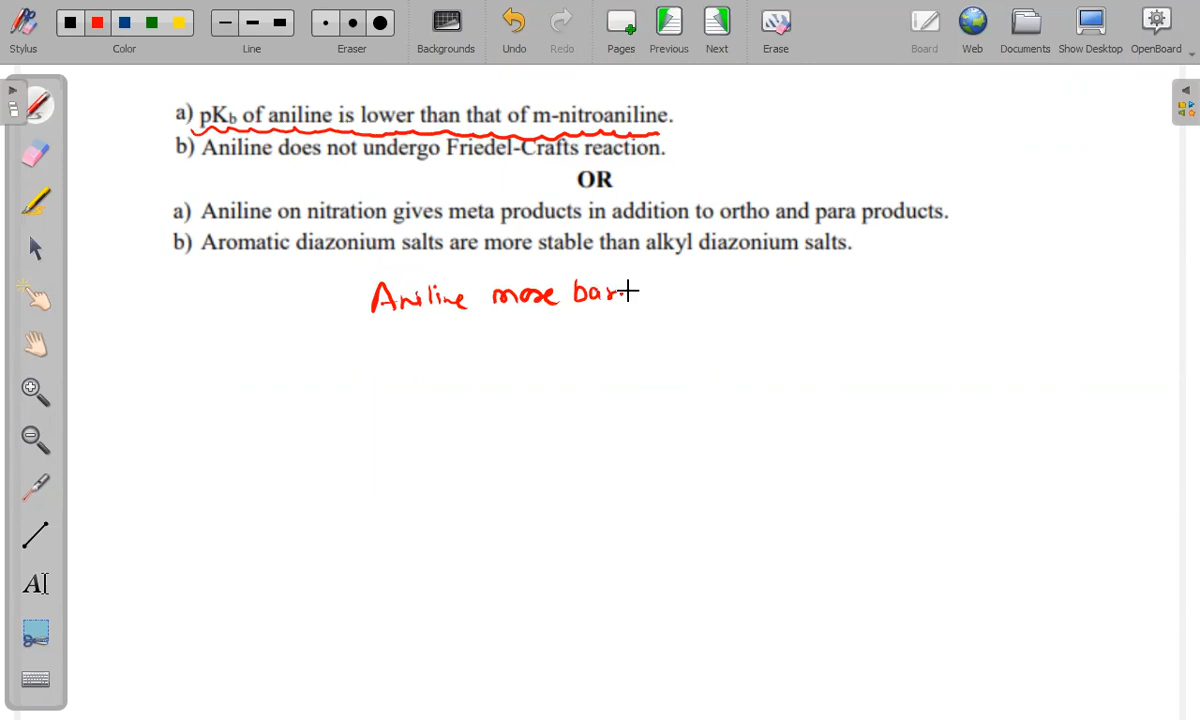 Stylus Color Line Eraser Backgrounds Undo Redo Pages Previous Next Erase Board Web Documents Show Desktop OpenBoard
a) pKb of aniline is lower than that of m-nitroaniline.
b) Aniline does not undergo Friedel-Crafts reaction.
OR
a) Aniline on nitration gives meta products in addition to ortho and para products.
b) Aromatic diazonium salts are more stable than alkyl diazonium salts.
Aniline more